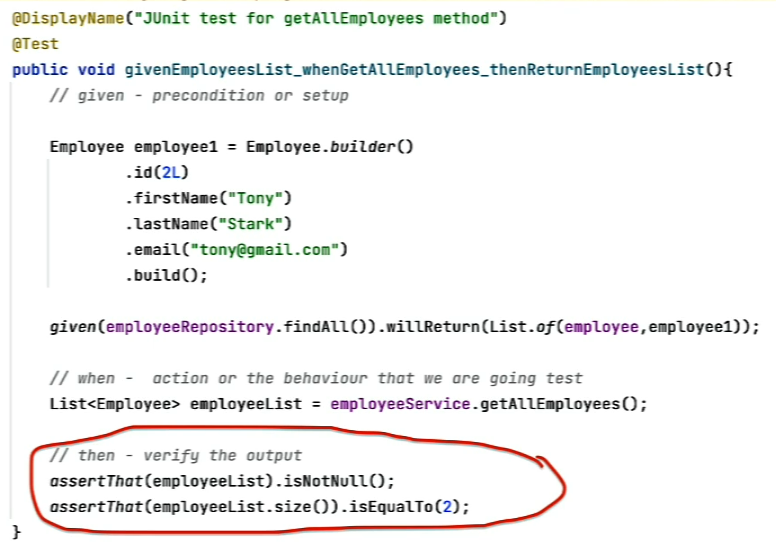 @DisplayName("JUnit test for getAllEmployees method")
@Test
public void givenEmployeesList_whenGetAllEmployees_thenReturnEmployeesList(){
// given - precondition or setup
Employee employee1 = Employee.builder()
.id(2L)
.firstName("Tony")
.lastName("Stark")
.email("tony@gmail.com")
.build();
given(employeeRepository.findAll()).willReturn(List.of(employee,employee1));
// when -  action or the behaviour that we are going test
List<Employee> employeeList = employeeService.getAllEmployees();
// then - verify the output
assertThat(employeeList).isNotNull();
assertThat(employeeList.size()).isEqualTo(2);
}